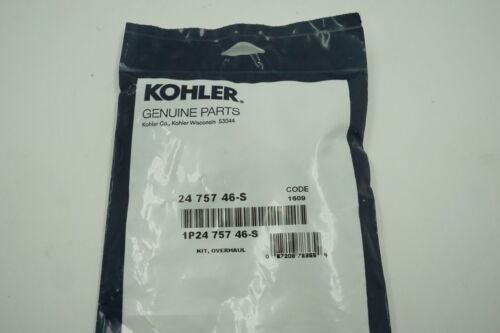 KOHLER
GENUINE PARTS
Kohler Co., Kohler Wisconsin 53044
24 757 46-S
CODE
1609
1P24 757 46-S
KIT, OVERHAUL